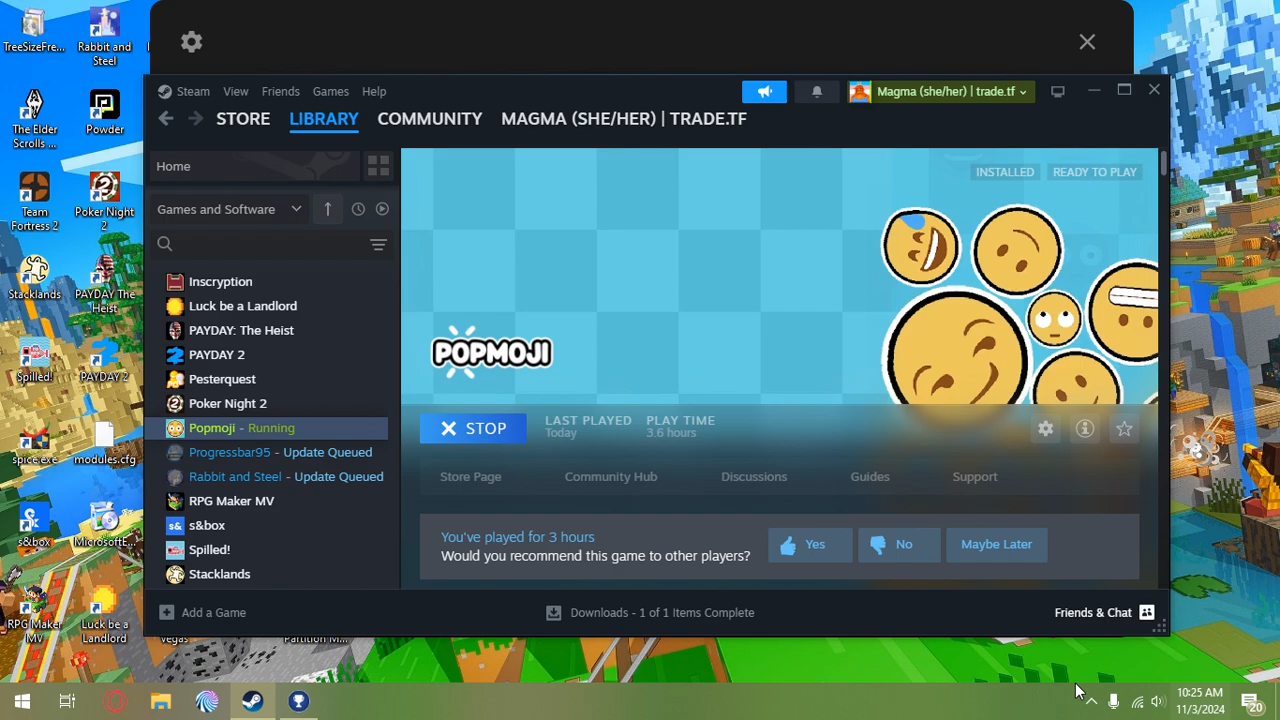 TreeSizeFre...
Rabbit and
Steel
The Elder
Scrolls ...
Powder
Team
Fortress 2
Poker Night
2
Stacklands
PAYDAY The
Heist
Spilled!
PAYDAY 2
spice.exe
modules.cfg
s&box
MicrosoftE...
RPG Maker
MV
Luck be a
Landlord
Vegas
Partition M...
Steam View Friends Games Help
Magma (she/her) | trade.tf
STORE LIBRARY COMMUNITY MAGMA (SHE/HER) | TRADE.TF
Home
Games and Software
Inscryption
Luck be a Landlord
PAYDAY: The Heist
PAYDAY 2
Pesterquest
Poker Night 2
Popmoji - Running
Progressbar95 - Update Queued
Rabbit and Steel - Update Queued
RPG Maker MV
s& s&box
Spilled!
Stacklands
INSTALLED READY TO PLAY
POPMOJI
STOP
LAST PLAYED
Today
PLAY TIME
3.6 hours
Store Page Community Hub Discussions Guides Support
You've played for 3 hours
Would you recommend this game to other players?
Yes No Maybe Later
Add a Game
Downloads - 1 of 1 Items Complete
Friends & Chat
10:25 AM
11/3/2024
20